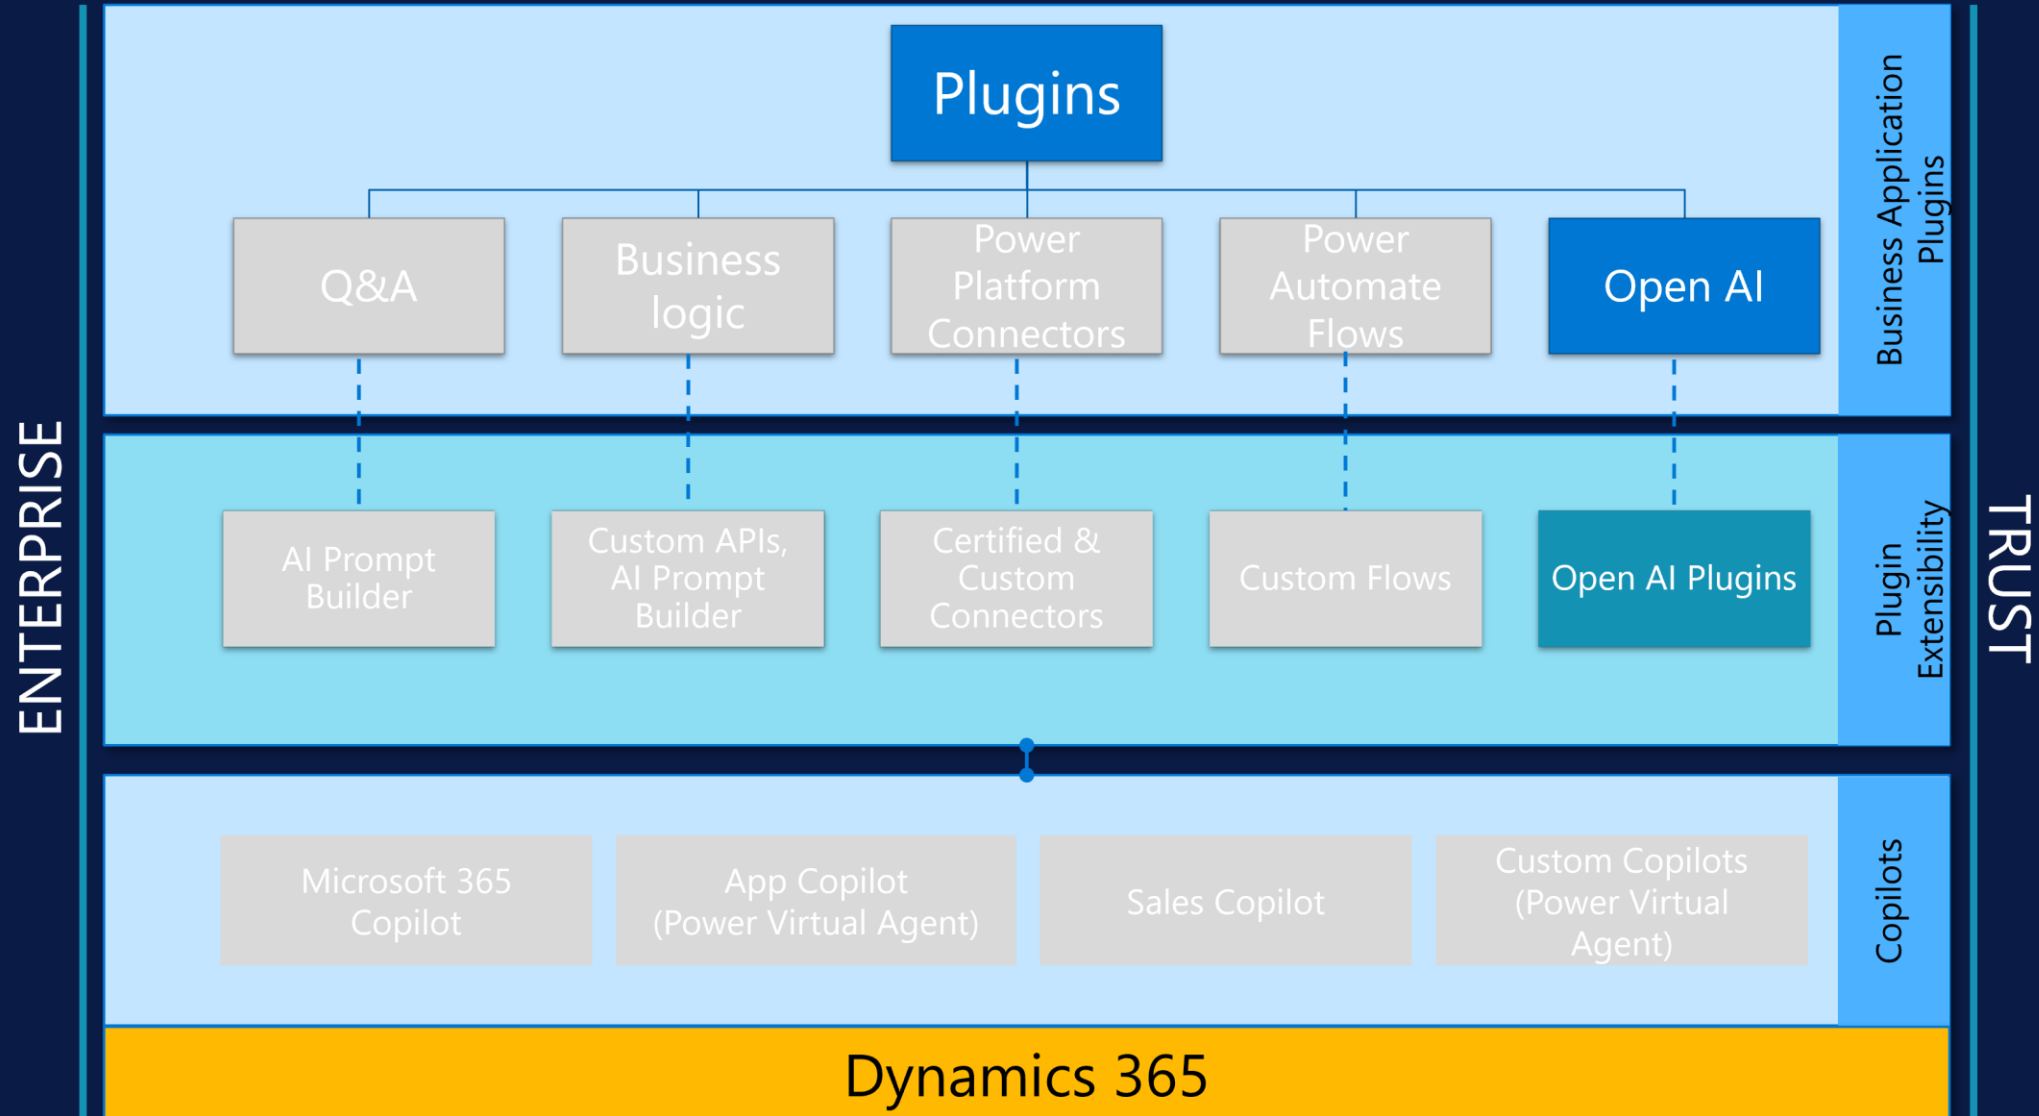 Plugins
Q&A
Business
logic
Power
Platform
Connectors
Power
Automate
Flows
Open AI
Business Application
Plugins
AI Prompt
Builder
Custom APIs,
AI Prompt
Builder
Certified &
Custom
Connectors
Custom Flows
Open AI Plugins
Plugin
Extensibility
Microsoft 365
Copilot
App Copilot
(Power Virtual Agent)
Sales Copilot
Custom Copilots
(Power Virtual
Agent)
Copilots
Dynamics 365
ENTERPRISE
TRUST